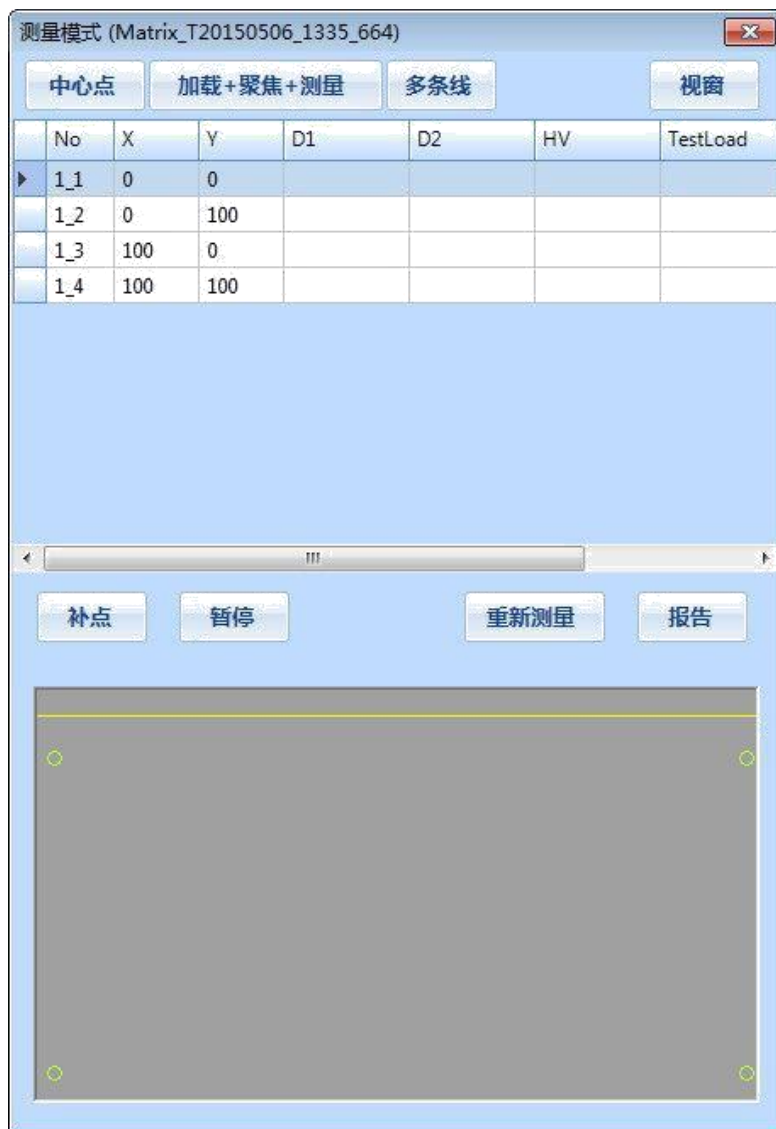 测量模式 (Matrix_T20150506_1335_664)
中心点 加载+聚焦+测量 多条线 视窗
No X Y D1 D2 HV TestLoad
1_1 0 0
1_2 0 100
1_3 100 0
1_4 100 100
补点 暂停 重新测量 报告